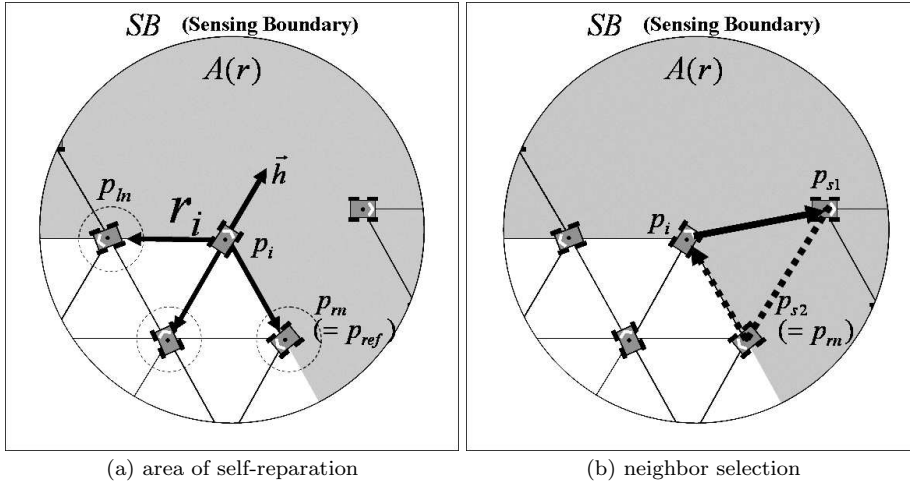 SB (Sensing Boundary)
A(r)
h
p_ln
r_i
p_i
p_rn
(= p_ref)
(a) area of self-reparation
SB (Sensing Boundary)
A(r)
p_s1
p_i
p_s2
(= p_rn)
(b) neighbor selection